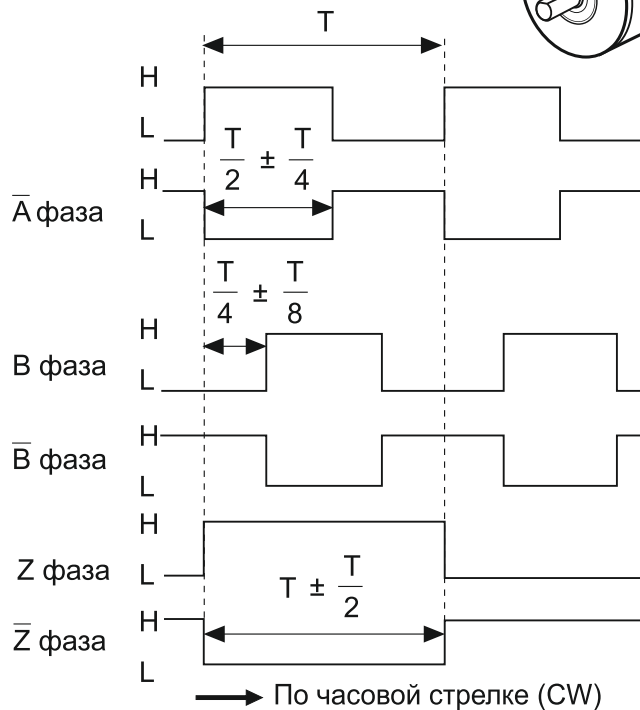 T
H
L
T/2 ± T/4
H
A̅ фаза
L
T/4 ± T/8
H
B фаза
L
H
B̅ фаза
L
H
Z фаза
L
T ± T/2
H
Z̅ фаза
L
По часовой стрелке (CW)